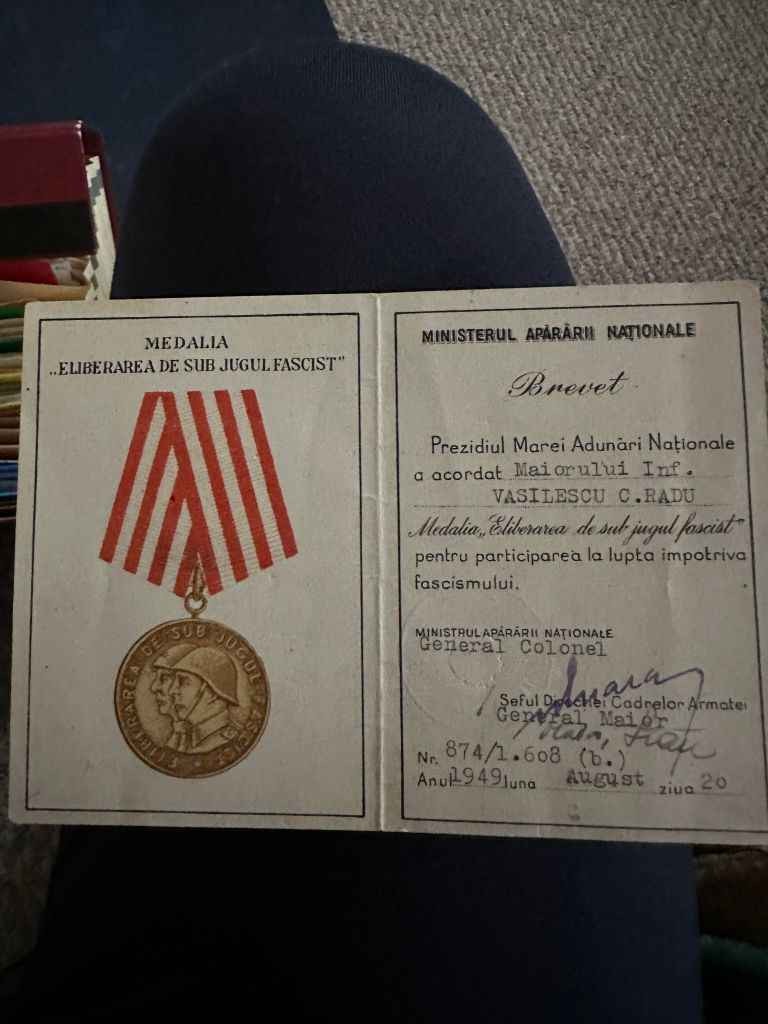 MEDALIA
„ELIBERAREA DE SUB JUGUL FASCIST”
ELIBERAREA DE SUB JUGUL FASCIST
MINISTERUL APĂRĂRII NAȚIONALE
Brevet
Prezidiul Marei Adunări Naționale
a acordat Maiorului Inf.
VASILESCU C.RADU
Medalia „Eliberarea de sub jugul fascist”
pentru participarea la lupta împotriva
fascismului.
MINISTRUL APĂRĂRII NAȚIONALE
General Colonel
Șeful Direcției Cadrelor Armatei
General Maior
Nr. 874/1.608 (b.)
Anul 1949 luna August ziua 20